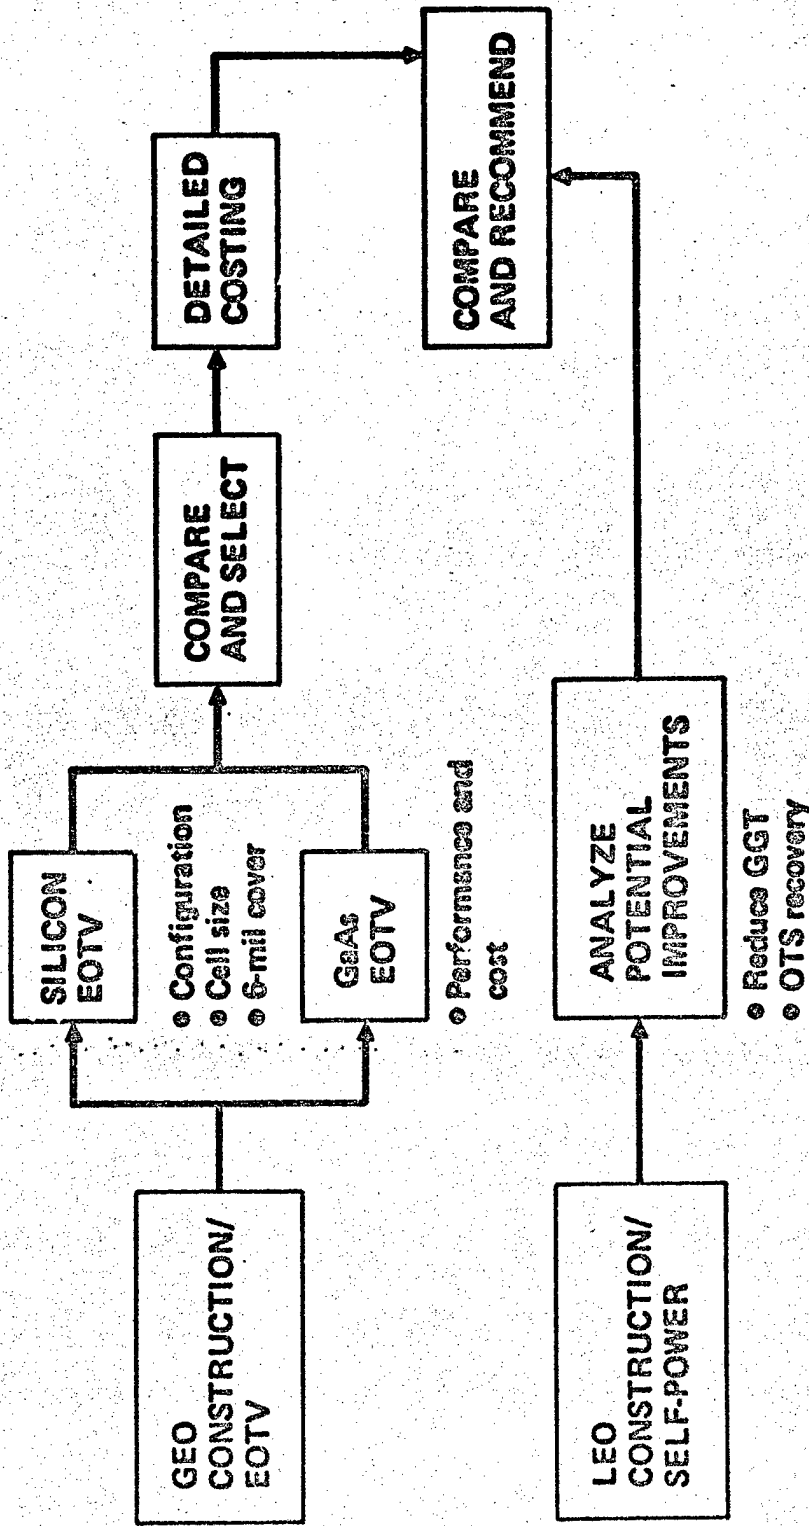 GEO
CONSTRUCTION/
EOTV
SILICON
EOTV
● Configuration
● Cell size
● 6-mil cover
GaAs
EOTV
● Performance and
cost
COMPARE
AND SELECT
DETAILED
COSTING
LEO
CONSTRUCTION/
SELF-POWER
ANALYZE
POTENTIAL
IMPROVEMENTS
● Reduce GGT
● OTS recovery
COMPARE
AND RECOMMEND